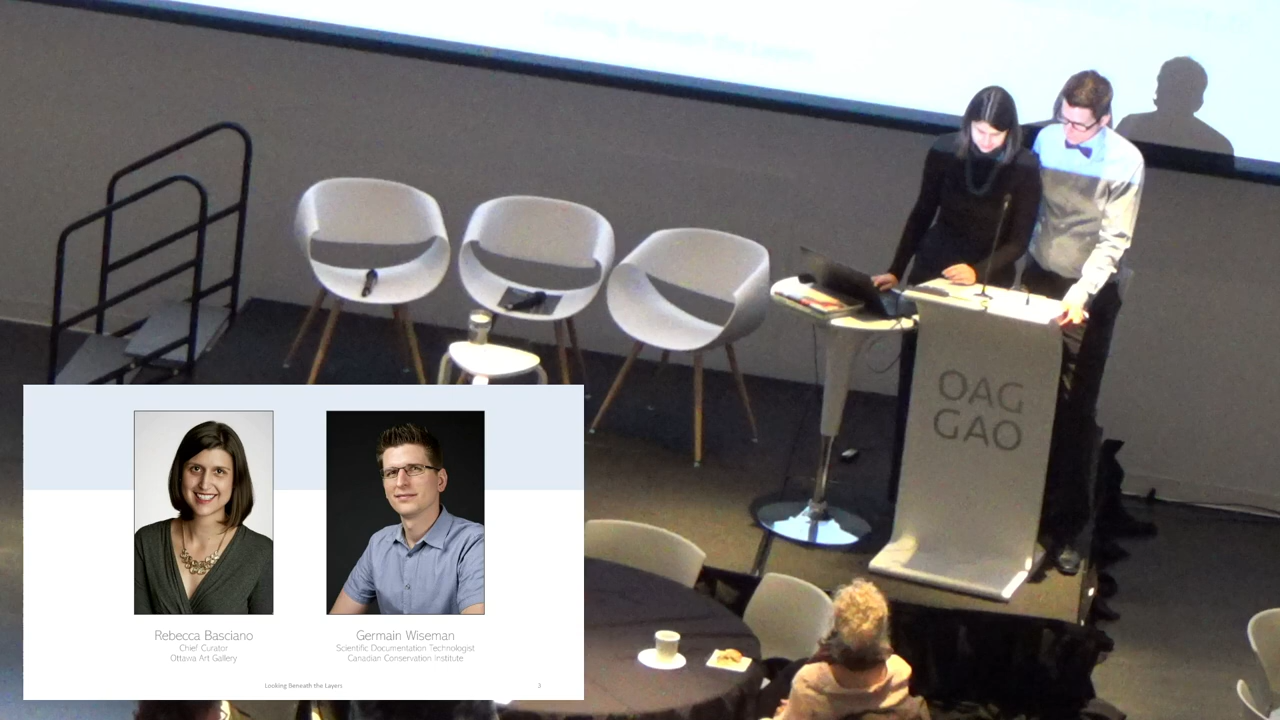 OAG
GAO
Rebecca Basciano
Chief Curator
Ottawa Art Gallery
Germain Wiseman
Scientific Documentation Technologist
Canadian Conservation Institute
Looking Beneath the Layers
3